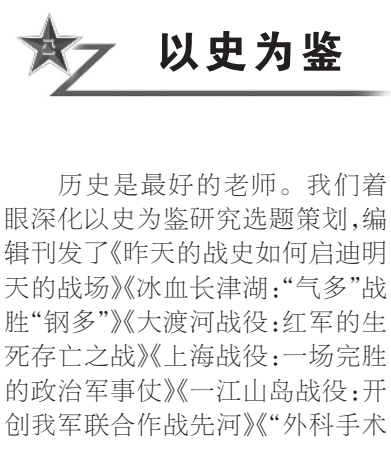 以史为鉴
历史是最好的老师。我们着
眼深化以史为鉴研究选题策划,编
辑刊发了《昨天的战史如何启迪明
天的战场》《冰血长津湖:“气多”战
胜“钢多”》《大渡河战役:红军的生
死存亡之战》《上海战役:一场完胜
的政治军事仗》《一江山岛战役:开
创我军联合作战先河》《“外科手术